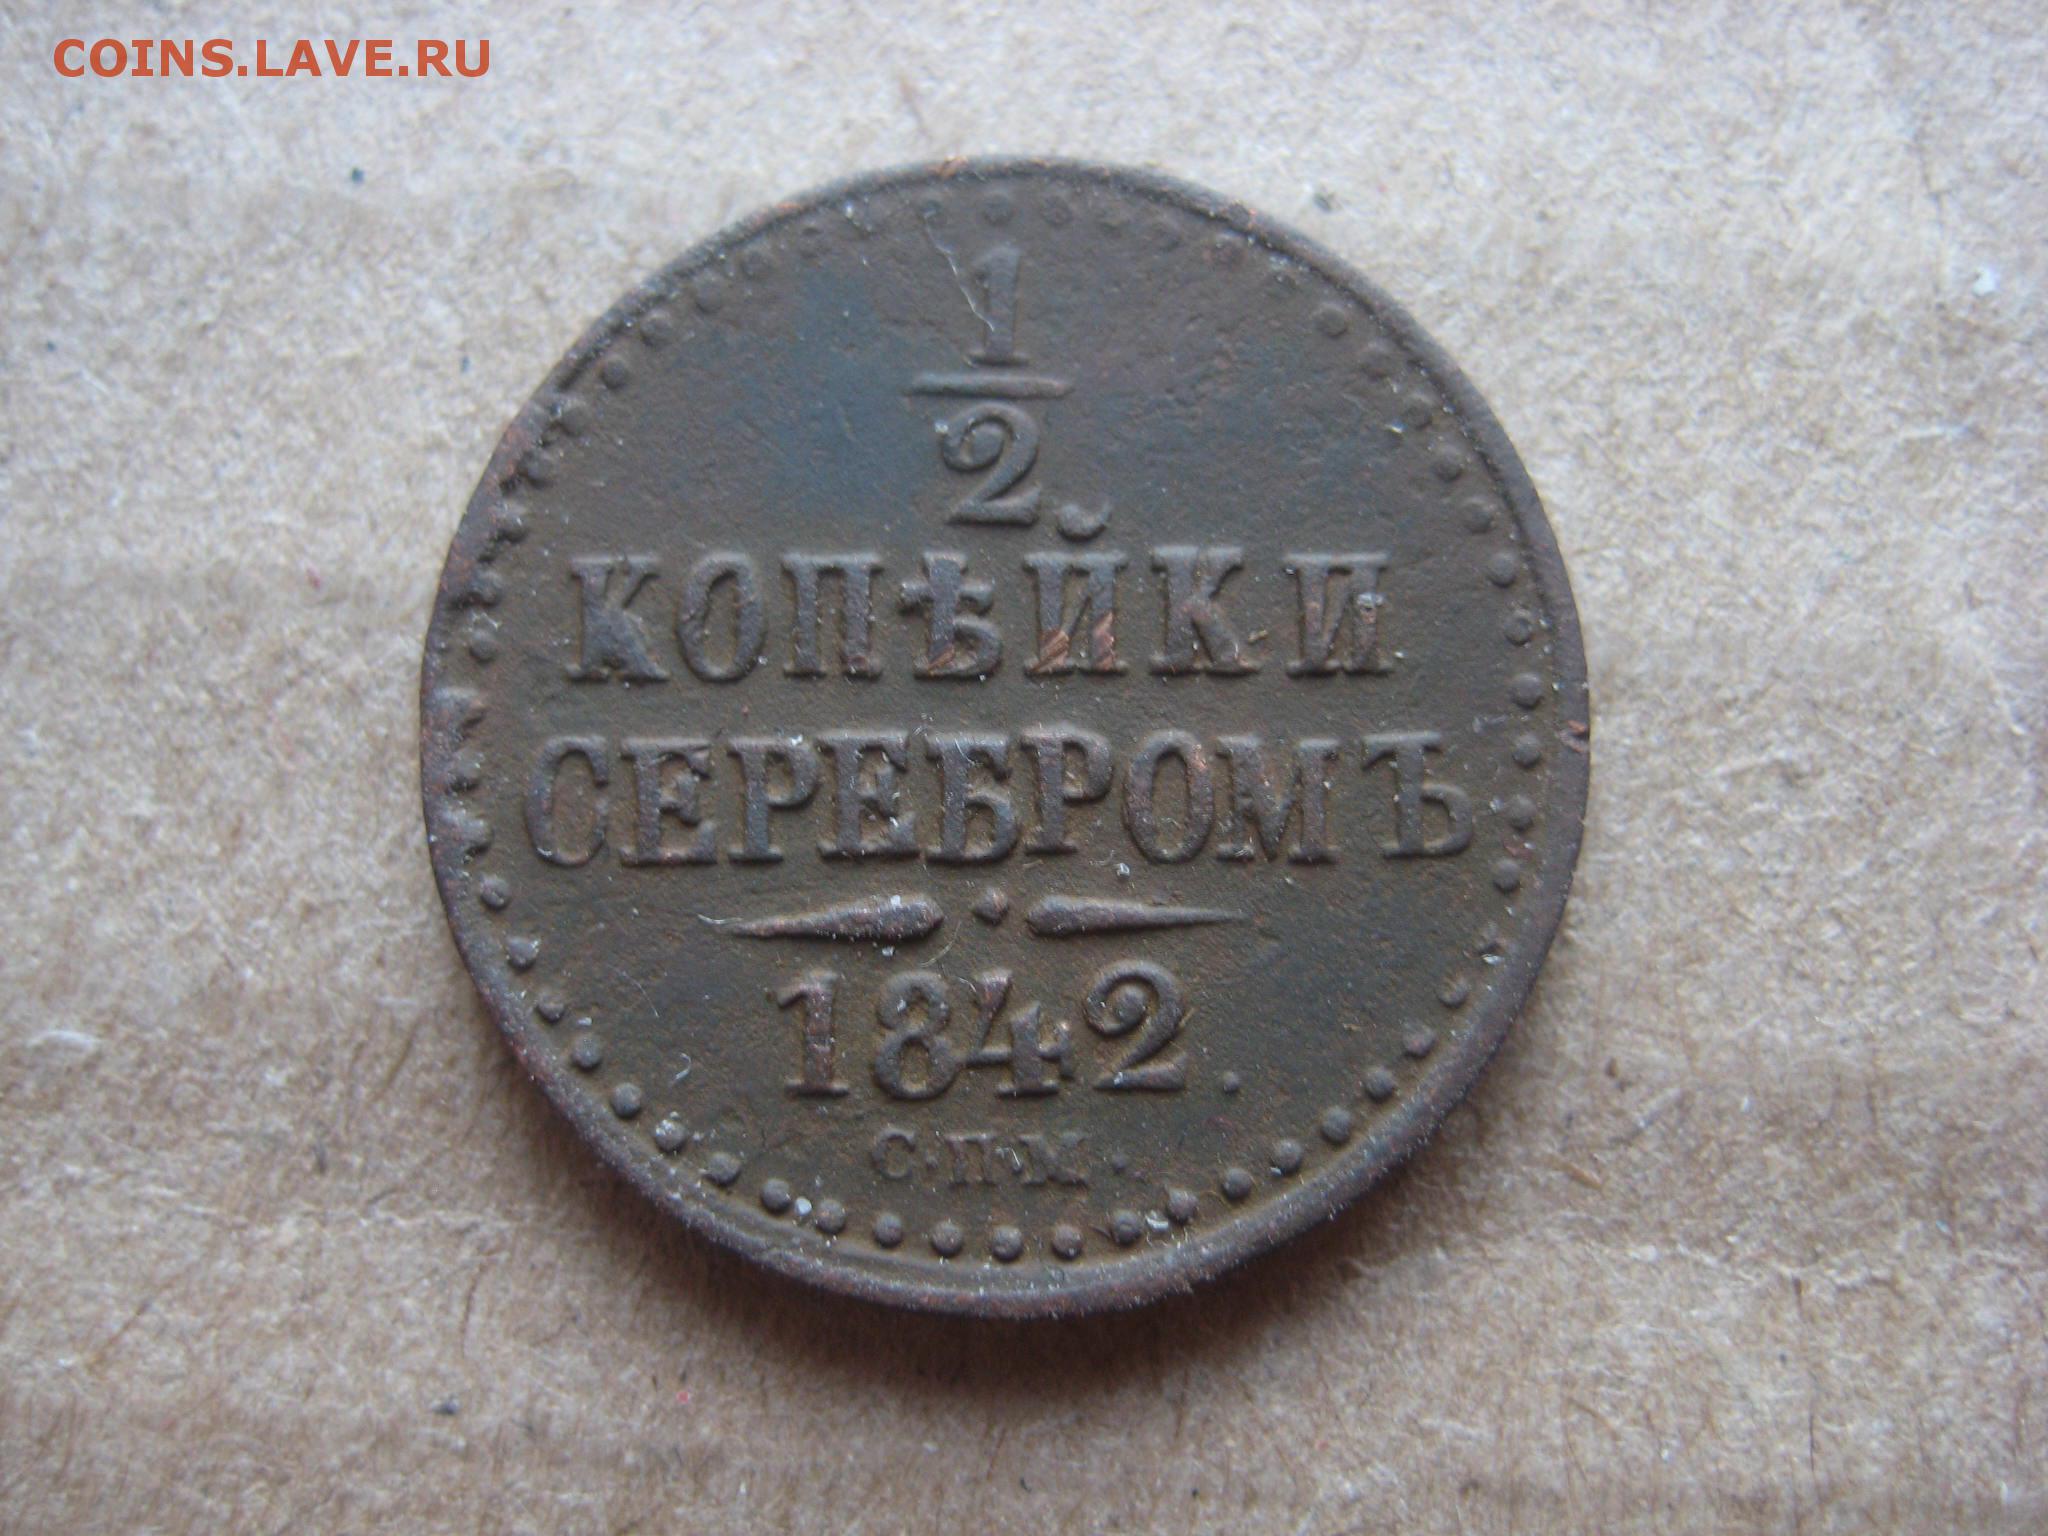 COINS.LAVE.RU
1
2
КОПѢЙКИ
СЕРЕБРОМЪ
1842.
С.П.М.